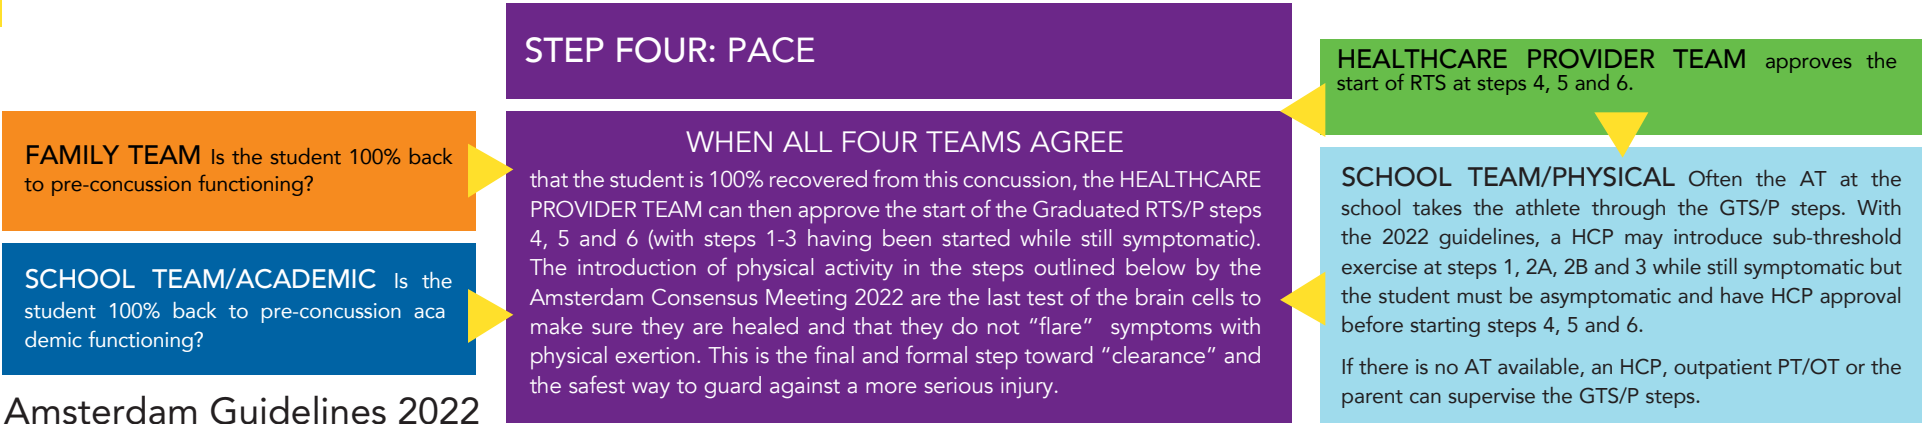 STEP FOUR: PACE
FAMILY TEAM Is the student 100% back
to pre-concussion functioning?
SCHOOL TEAM/ACADEMIC Is the
student 100% back to pre-concussion aca
demic functioning?
Amsterdam Guidelines 2022
WHEN ALL FOUR TEAMS AGREE
that the student is 100% recovered from this concussion, the HEALTHCARE
PROVIDER TEAM can then approve the start of the Graduated RTS/P steps
4, 5 and 6 (with steps 1-3 having been started while still symptomatic).
The introduction of physical activity in the steps outlined below by the
Amsterdam Consensus Meeting 2022 are the last test of the brain cells to
make sure they are healed and that they do not “flare” symptoms with
physical exertion. This is the final and formal step toward “clearance” and
the safest way to guard against a more serious injury.
HEALTHCARE PROVIDER TEAM approves the
start of RTS at steps 4, 5 and 6.
SCHOOL TEAM/PHYSICAL Often the AT at the
school takes the athlete through the GTS/P steps. With
the 2022 guidelines, a HCP may introduce sub-threshold
exercise at steps 1, 2A, 2B and 3 while still symptomatic but
the student must be asymptomatic and have HCP approval
before starting steps 4, 5 and 6.
If there is no AT available, an HCP, outpatient PT/OT or the
parent can supervise the GTS/P steps.